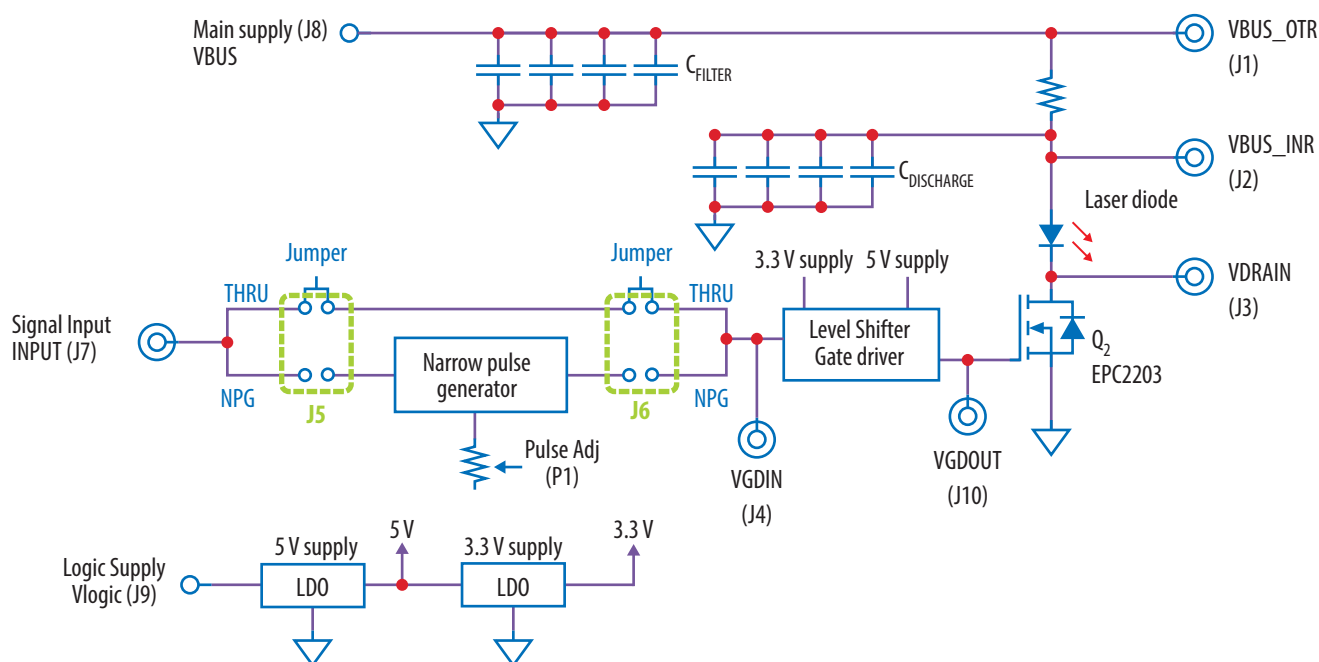 Main supply (J8)
VBUS
C_FILTER
VBUS_OTR
(J1)
C_DISCHARGE
VBUS_INR
(J2)
Laser diode
VDRAIN
(J3)
Jumper
Jumper
3.3 V supply
5 V supply
THRU
THRU
Signal Input
INPUT (J7)
Narrow pulse
generator
Level Shifter
Gate driver
Q2
EPC2203
NPG
J5
J6
NPG
Pulse Adj
(P1)
VGDIN
(J4)
VGDOUT
(J10)
5 V
3.3 V
5 V supply
3.3 V supply
Logic Supply
Vlogic (J9)
LDO
LDO